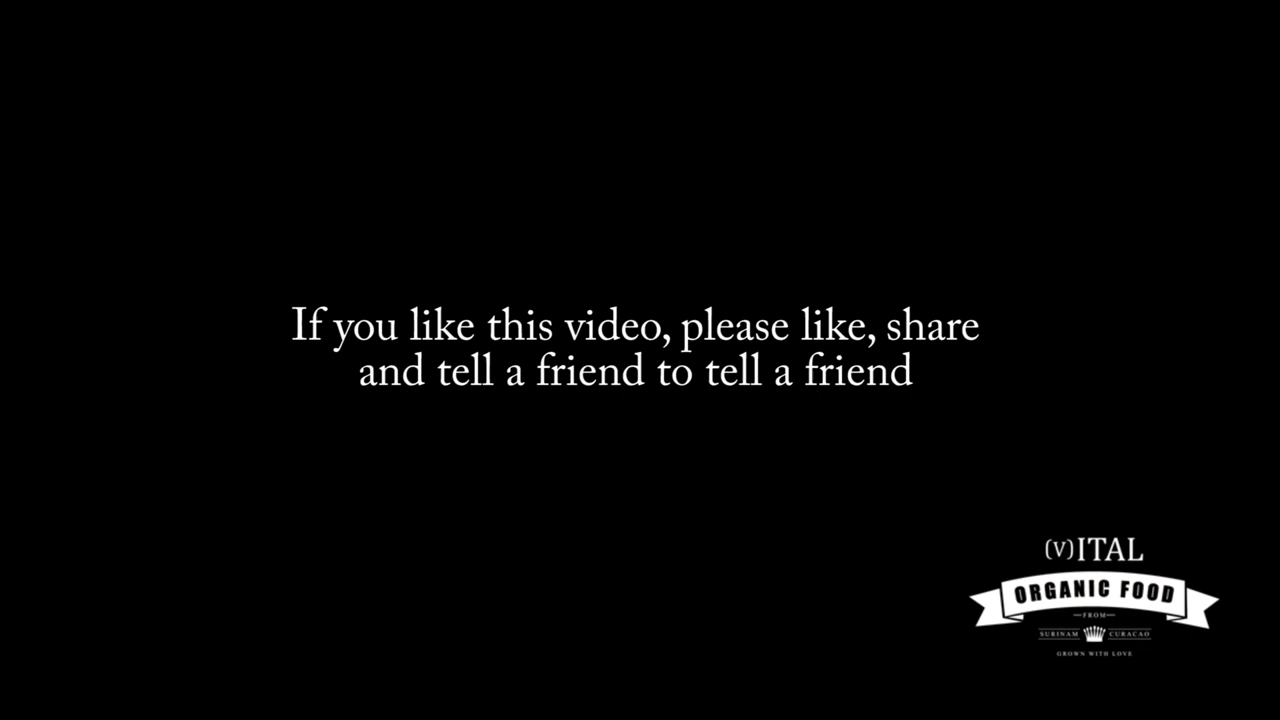 If you like this video, please like, share
and tell a friend to tell a friend
(V)ITAL
ORGANIC FOOD
—FROM—
SURINAM CURACAO
GROWN WITH LOVE